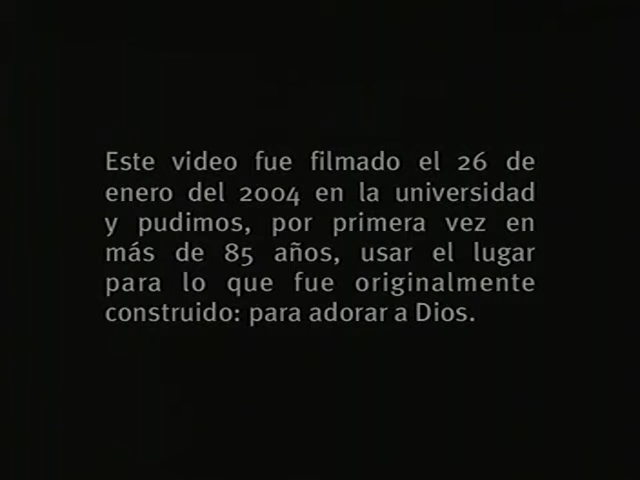 Este video fue filmado el 26 de
enero del 2004 en la universidad
y pudimos, por primera vez en
más de 85 años, usar el lugar
para lo que fue originalmente
construido: para adorar a Dios.